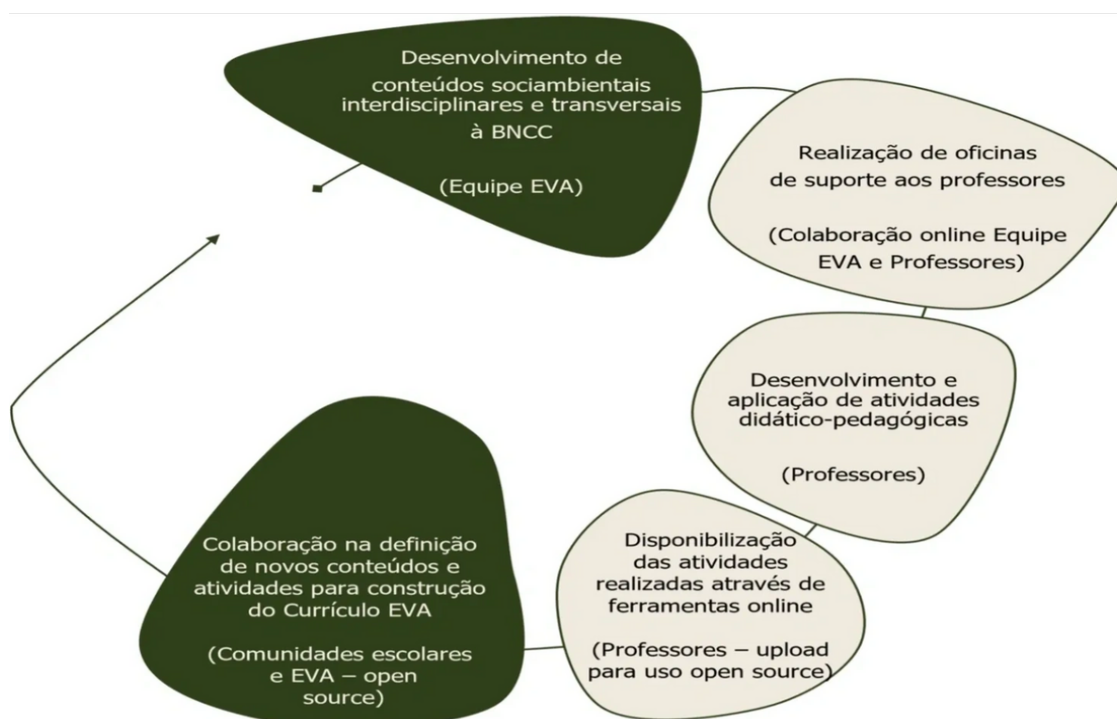 Desenvolvimento de
conteúdos sociambientais
interdisciplinares e transversais
à BNCC
(Equipe EVA)
Realização de oficinas
de suporte aos professores
(Colaboração online Equipe
EVA e Professores)
Desenvolvimento e
aplicação de atividades
didático-pedagógicas
(Professores)
Disponibilização
das atividades
realizadas através de
ferramentas online
(Professores – upload
para uso open source)
Colaboração na definição
de novos conteúdos e
atividades para construção
do Currículo EVA
(Comunidades escolares
e EVA – open
source)